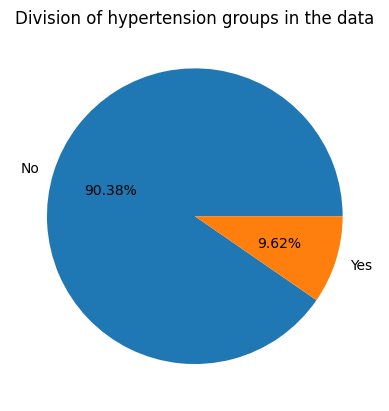 Division of hypertension groups in the data
No
90.38%
9.62%
Yes